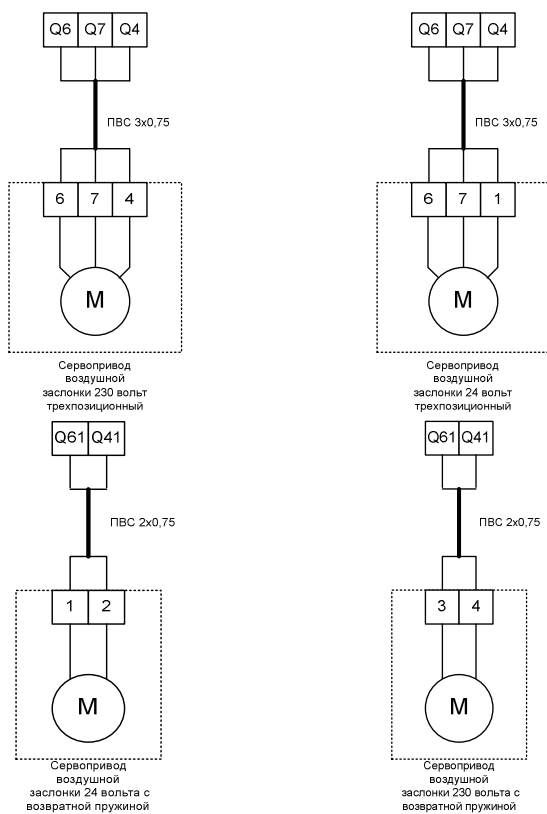 Q6 Q7 Q4
ПВС 3х0,75
6 7 4
М
Сервопривод
воздушной
заслонки 230 вольт
трехпозиционный
Q6 Q7 Q4
ПВС 3х0,75
6 7 1
М
Сервопривод
воздушной
заслонки 24 вольт
трехпозиционный
Q61 Q41
ПВС 2х0,75
1 2
М
Сервопривод
воздушной
заслонки 24 вольта с
возвратной пружиной
Q61 Q41
ПВС 2х0,75
3 4
М
Сервопривод
воздушной
заслонки 230 вольта с
возвратной пружиной